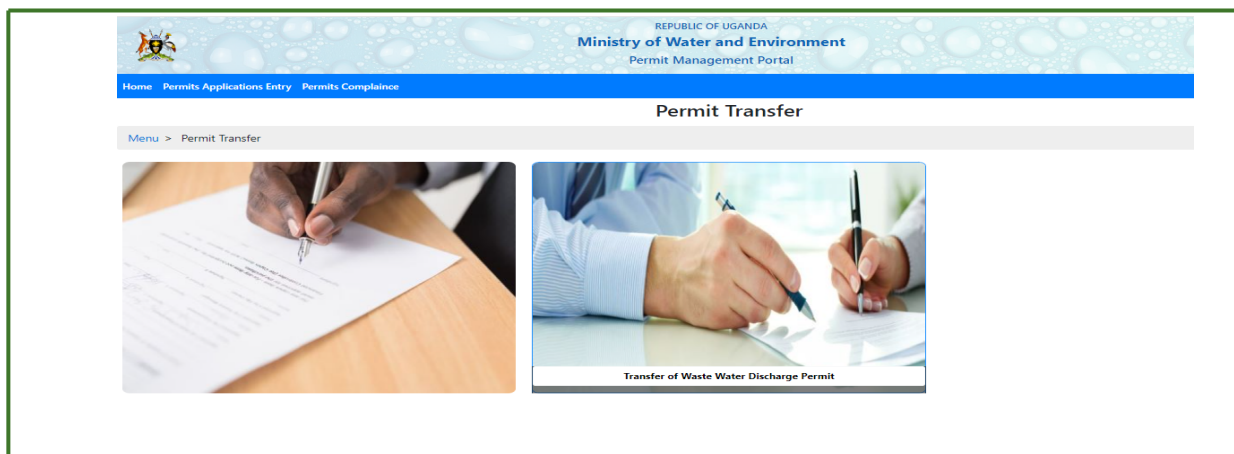 REPUBLIC OF UGANDA
Ministry of Water and Environment
Permit Management Portal
Home Permits Applications Entry Permits Complaince
Permit Transfer
Menu > Permit Transfer
Transfer of Waste Water Discharge Permit